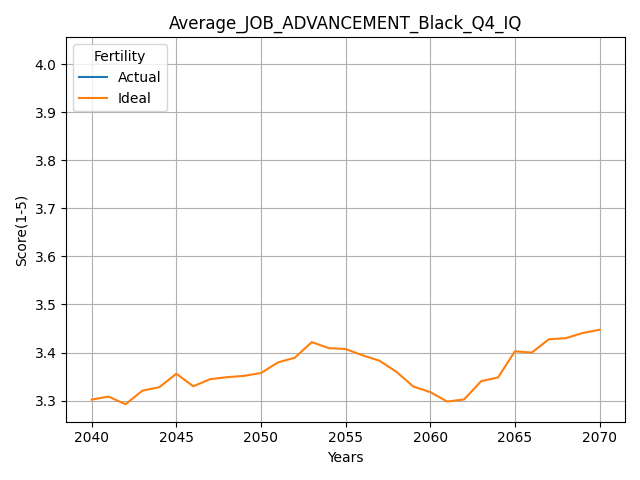 Average_JOB_ADVANCEMENT_Black_Q4_IQ
Fertility
Actual
Ideal
Score(1-5)
4.0
3.9
3.8
3.7
3.6
3.5
3.4
3.3
2040 2045 2050 2055 2060 2065 2070
Years